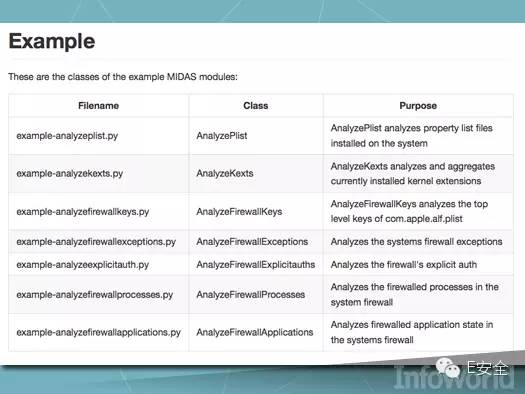 Example
These are the classes of the example MIDAS modules:
Filename Class Purpose
example-analyzeplist.py AnalyzePlist AnalyzePlist analyzes property list files
installed on the system
example-analyzekexts.py AnalyzeKexts AnalyzeKexts analyzes and aggregates
currently installed kernel extensions
example-analyzefirewallkeys.py AnalyzeFirewallKeys AnalyzeFirewallKeys analyzes the top
level keys of com.apple.alf.plist
example-analyzefirewallexceptions.py AnalyzeFirewallExceptions Analyzes the systems firewall exceptions
example-analyzeexplicitauth.py AnalyzeFirewallExplicitauths Analyzes the firewall's explicit auth
example-analyzefirewallprocesses.py AnalyzeFirewallProcesses Analyzes the firewalled processes in the
system firewall
example-analyzefirewallapplications.py AnalyzeFirewallApplications Analyzes firewalled application state in
the systems firewall
E安全
InfoWorld